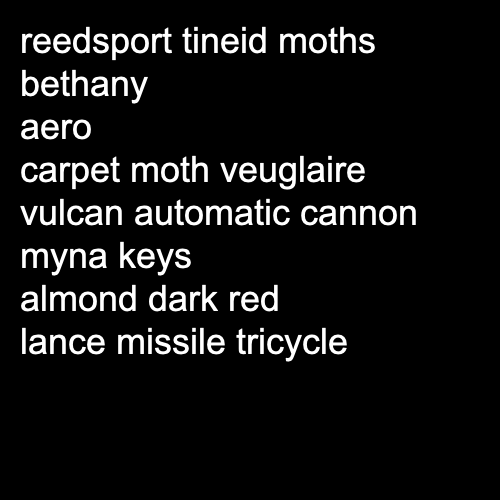 reedsport tineid moths
bethany
aero
carpet moth veuglaire
vulcan automatic cannon
myna keys
almond dark red
lance missile tricycle